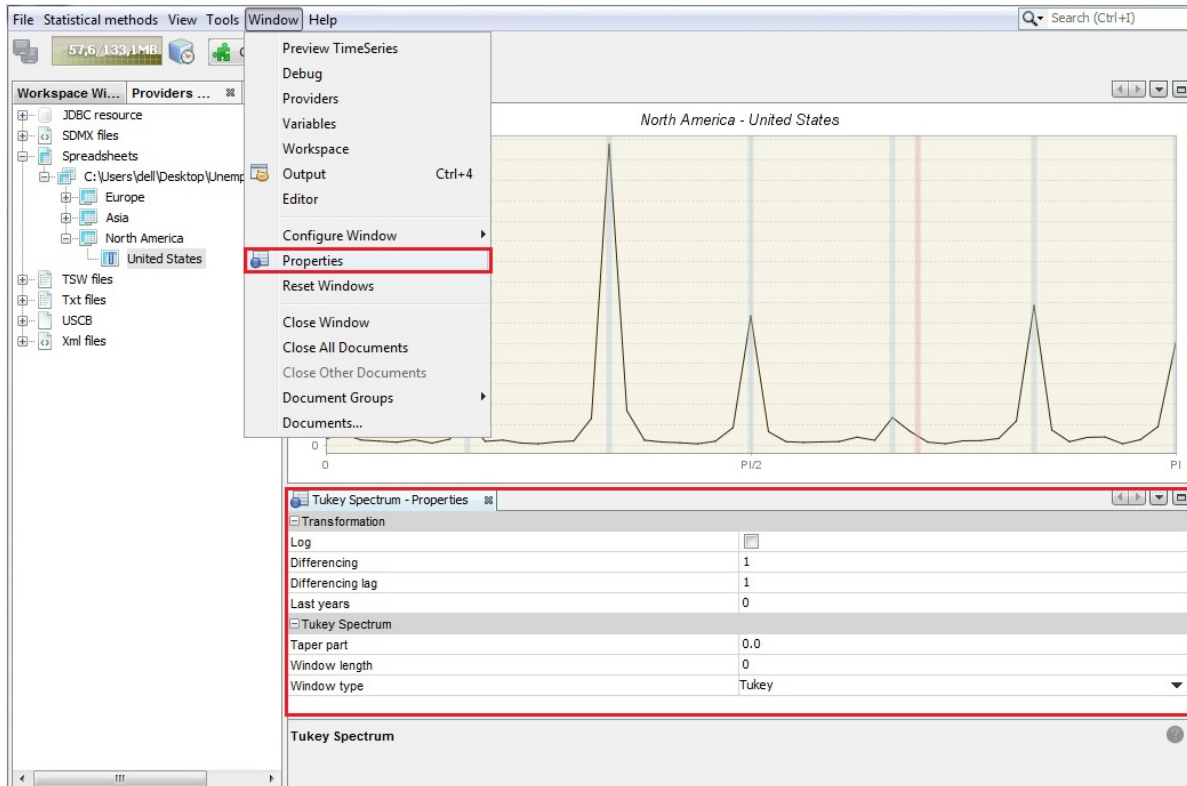 File Statistical methods View Tools Window Help
Search (Ctrl+I)
57,6/133,1MB
Workspace Wi... Providers ...
JDBC resource
SDMX files
Spreadsheets
C:\Users\dell\Desktop\Unemp
Europe
Asia
North America
United States
TSW files
Txt files
USCB
Xml files
Preview TimeSeries
Debug
Providers
Variables
Workspace
Output Ctrl+4
Editor
Configure Window
Properties
Reset Windows
Close Window
Close All Documents
Close Other Documents
Document Groups
Documents...
North America - United States
0
0 PI/2 PI
Tukey Spectrum - Properties
Transformation
Log
Differencing 1
Differencing lag 1
Last years 0
Tukey Spectrum
Taper part 0.0
Window length 0
Window type Tukey
Tukey Spectrum